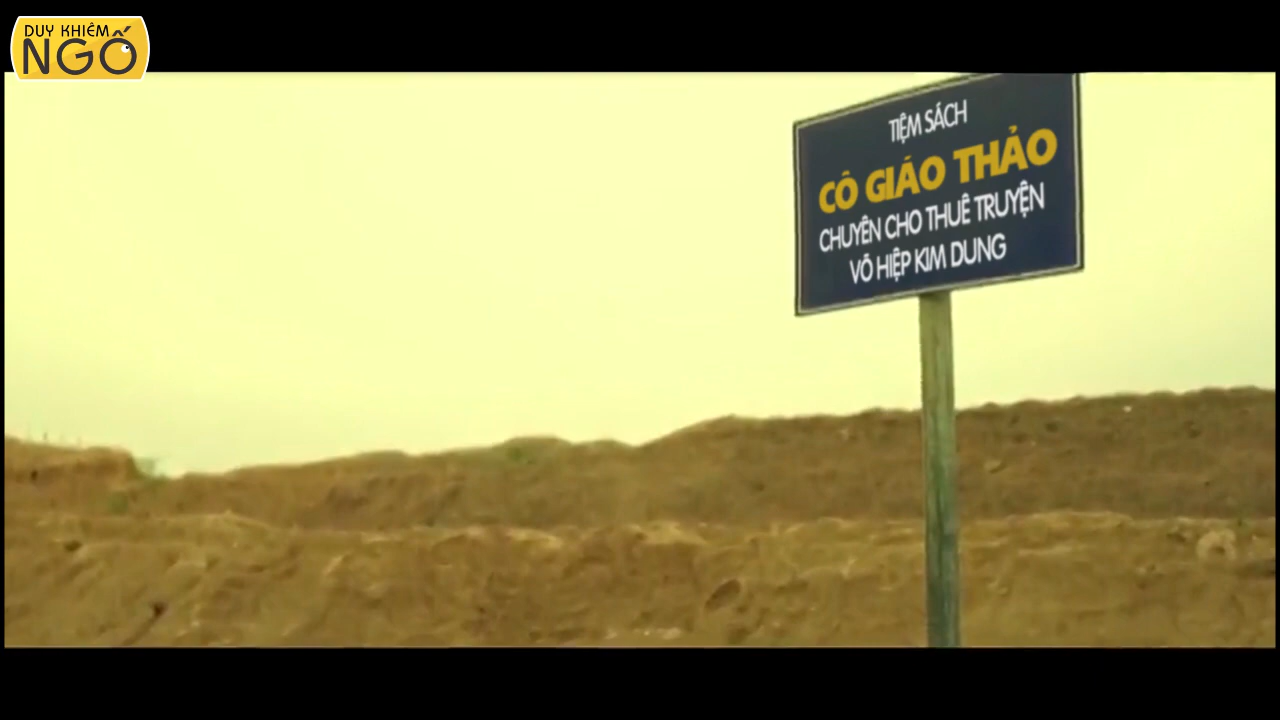 DUY KHIÊM
NGỐ
TIỆM SÁCH
CÔ GIÁO THẢO
CHUYÊN CHO THUÊ TRUYỆN
VÕ HIỆP KIM DUNG